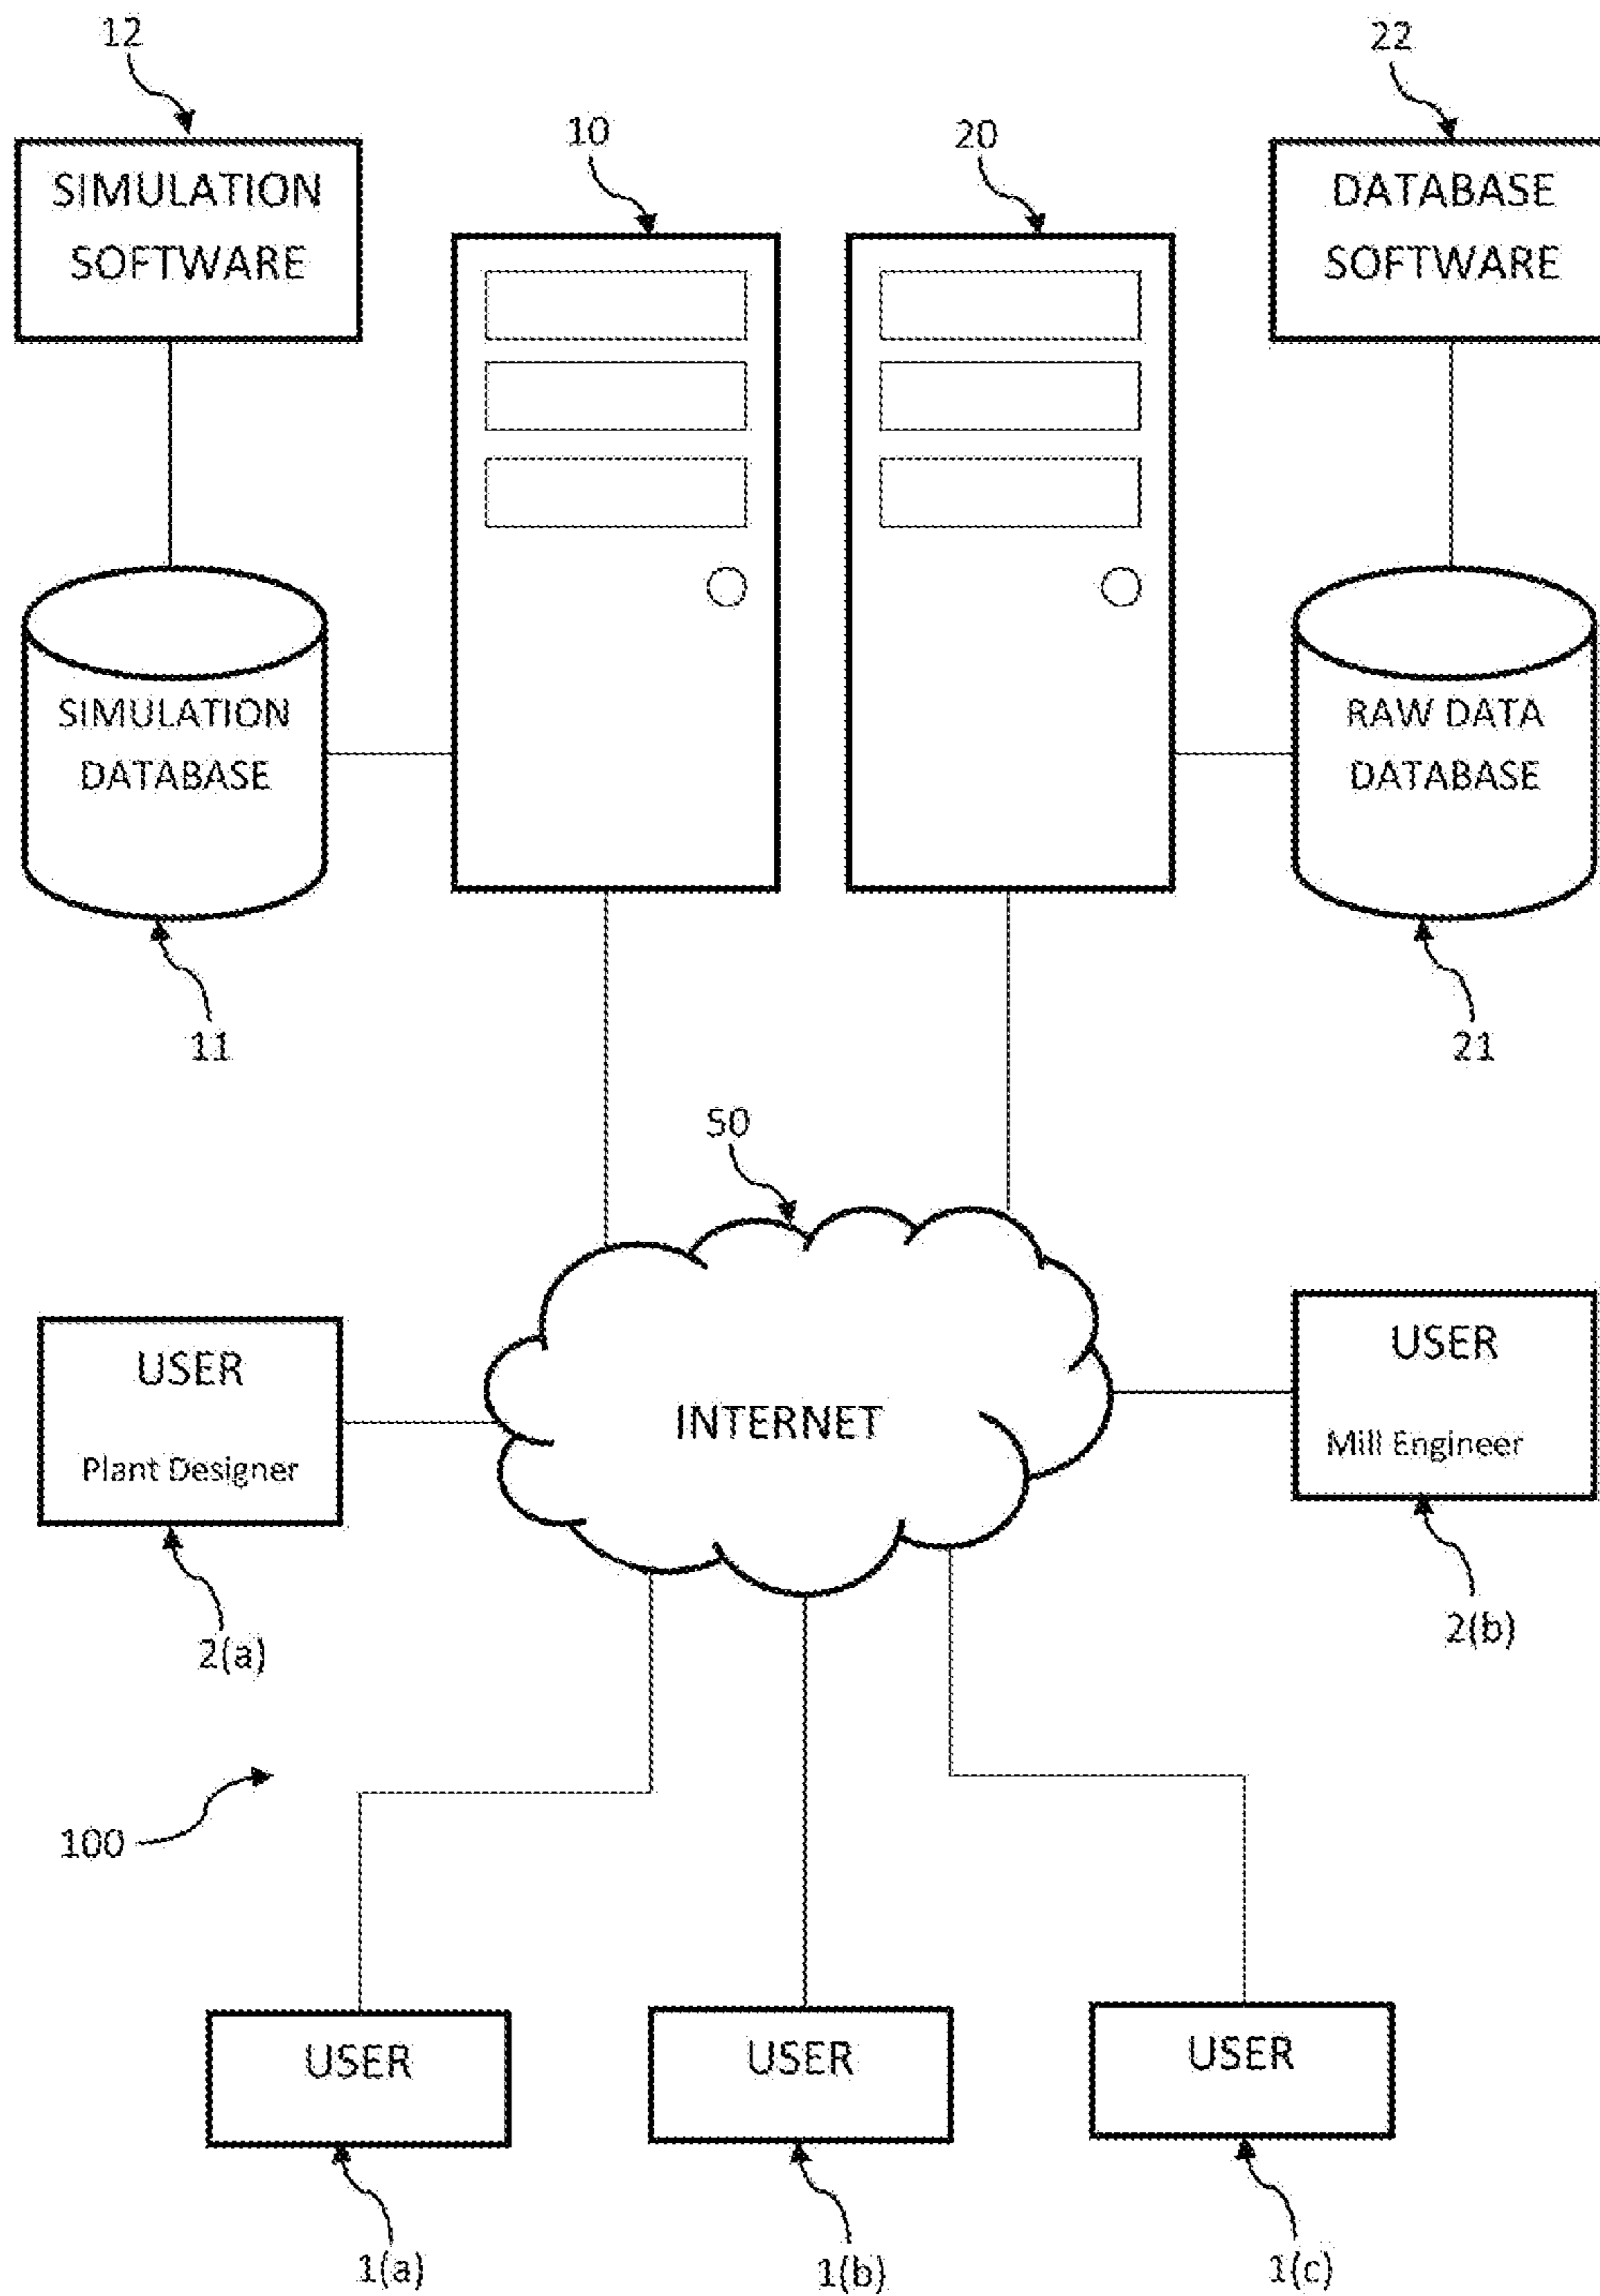 12
22
10
20
SIMULATION
SOFTWARE
DATABASE
SOFTWARE
SIMULATION
DATABASE
RAW DATA
DATABASE
11
21
50
USER
Plant Designer
INTERNET
USER
Mill Engineer
2(a)
2(b)
100
USER
USER
USER
1(a)
1(b)
1(c)